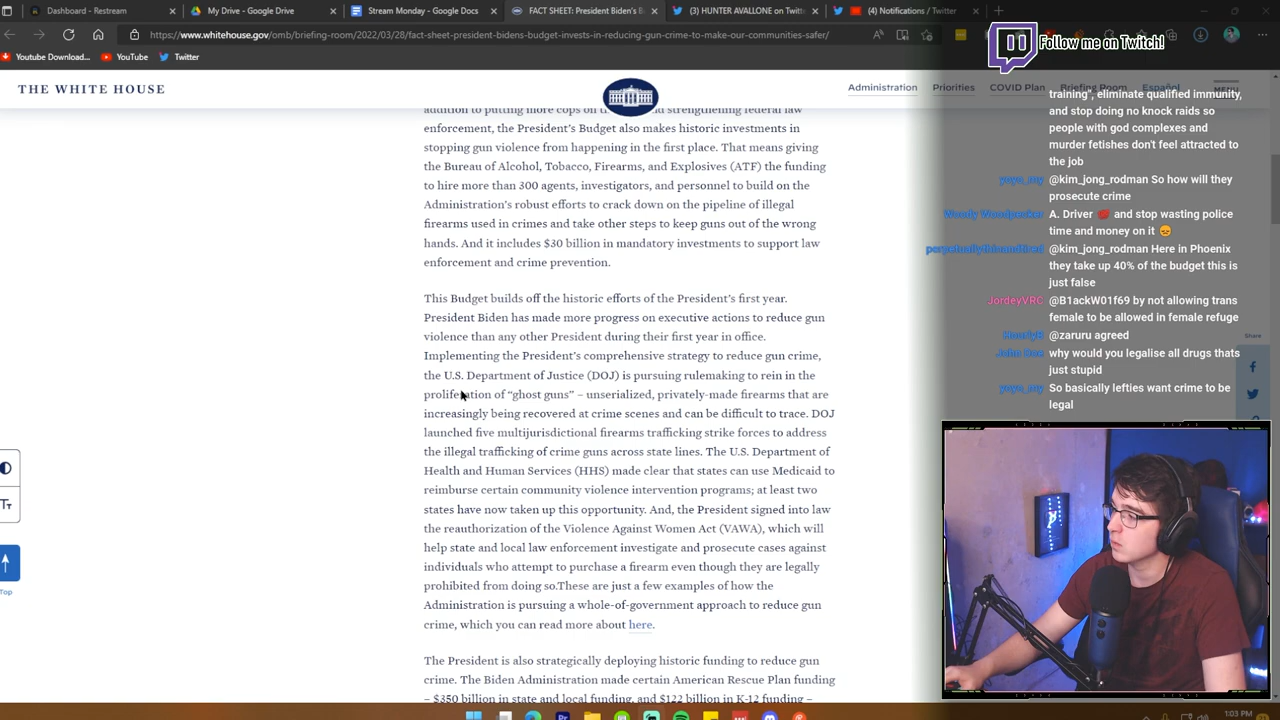 Dashboard - Restream
My Drive - Google Drive
Stream Monday - Google Docs
FACT SHEET: President Biden's B
(3) HUNTER AVALLONE on Twit
(4) Notifications / Twitter
https://www.whitehouse.gov/omb/briefing-room/2022/03/28/fact-sheet-president-bidens-budget-invests-in-reducing-gun-crime-to-make-our-communities-safer/
Follow me on Twitch!
Youtube Download...
YouTube
Twitter
THE WHITE HOUSE
Administration
Priorities
COVID Plan
Briefing Room
Español
MENU
addition to putting more cops on the and strengthening federal law
enforcement, the President's Budget also makes historic investments in
stopping gun violence from happening in the first place. That means giving
the Bureau of Alcohol, Tobacco, Firearms, and Explosives (ATF) the funding
to hire more than 300 agents, investigators, and personnel to build on the
Administration's robust efforts to crack down on the pipeline of illegal
firearms used in crimes and take other steps to keep guns out of the wrong
hands. And it includes $30 billion in mandatory investments to support law
enforcement and crime prevention.
This Budget builds off the historic efforts of the President's first year.
President Biden has made more progress on executive actions to reduce gun
violence than any other President during their first year in office.
Implementing the President's comprehensive strategy to reduce gun crime,
the U.S. Department of Justice (DOJ) is pursuing rulemaking to rein in the
proliferation of “ghost guns” – unserialized, privately-made firearms that are
increasingly being recovered at crime scenes and can be difficult to trace. DOJ
launched five multijurisdictional firearms trafficking strike forces to address
the illegal trafficking of crime guns across state lines. The U.S. Department of
Health and Human Services (HHS) made clear that states can use Medicaid to
reimburse certain community violence intervention programs; at least two
states have now taken up this opportunity. And, the President signed into law
the reauthorization of the Violence Against Women Act (VAWA), which will
help state and local law enforcement investigate and prosecute cases against
individuals who attempt to purchase a firearm even though they are legally
prohibited from doing so.These are just a few examples of how the
Administration is pursuing a whole-of-government approach to reduce gun
crime, which you can read more about here.
The President is also strategically deploying historic funding to reduce gun
crime. The Biden Administration made certain American Rescue Plan funding
– $350 billion in state and local funding, and $122 billion in K-12 funding –
Top
Share
training", eliminate qualified immunity,
and stop doing no knock raids so
people with god complexes and
murder fetishes don't feel attracted to
the job
yoyo_my @kim_jong_rodman So how will they
prosecute crime
Woody Woodpecker A. Driver and stop wasting police
time and money on it
@kim_jong_rodman Here in Phoenix
they take up 40% of the budget this is
just false
JordeyVRC @B1ackW01f69 by not allowing trans
female to be allowed in female refuge
@zaruru agreed
John Doe why would you legalise all drugs thats
just stupid
yoyo_my So basically lefties want crime to be
legal
1:03 PM